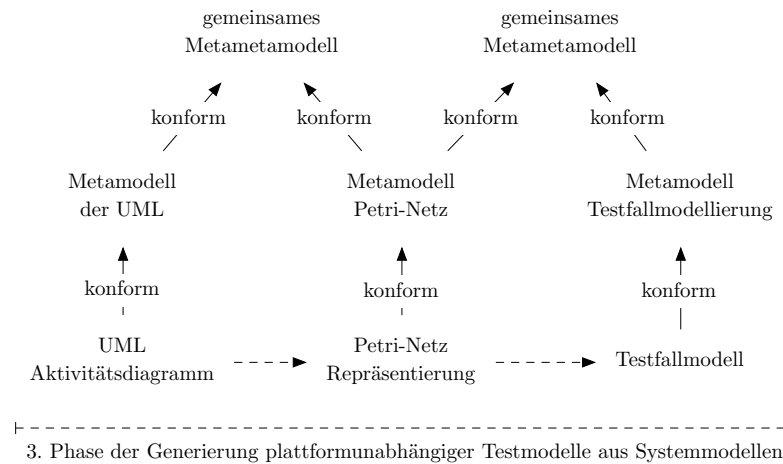 gemeinsames
Metametamodell
gemeinsames
Metametamodell
konform
konform
konform
konform
Metamodell
der UML
Metamodell
Petri-Netz
Metamodell
Testfallmodellierung
konform
konform
konform
UML
Aktivitätsdiagramm
Petri-Netz
Repräsentierung
Testfallmodell
3. Phase der Generierung plattformunabhängiger Testmodelle aus Systemmodellen